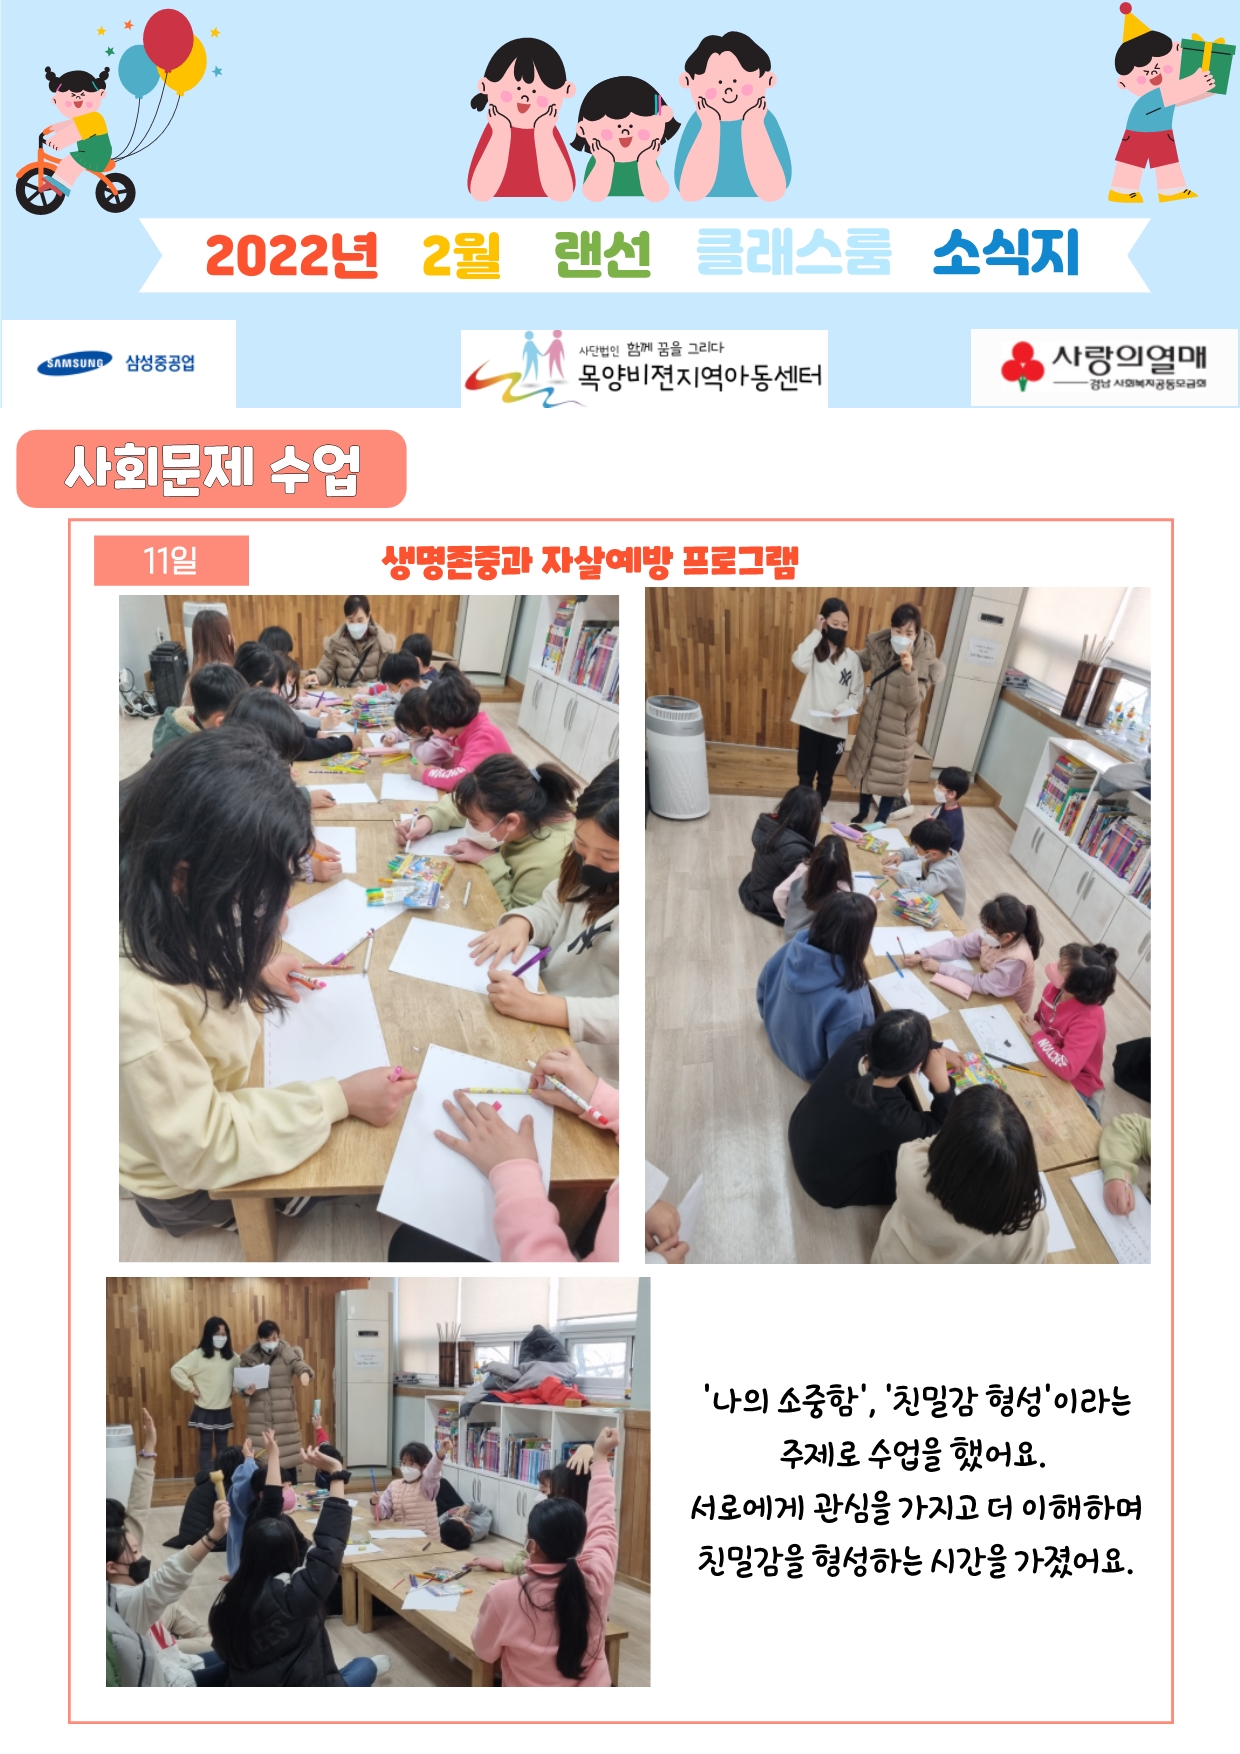 2022년 2월 랜선 클래스룸 소식지
SAMSUNG 삼성중공업
사단법인 함께 꿈을 그리다
목양비젼지역아동센터
사랑의열매
경남 사회복지공동모금회
사회문제 수업
11일
생명존중과 자살예방 프로그램
'나의 소중함', '친밀감 형성'이라는
주제로 수업을 했어요.
서로에게 관심을 가지고 더 이해하며
친밀감을 형성하는 시간을 가졌어요.